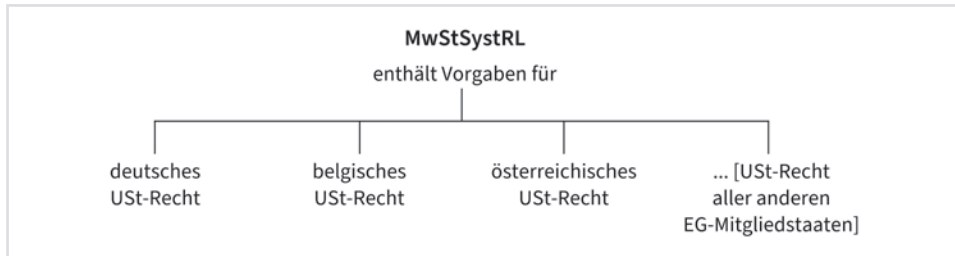 MwStSystRL
enthält Vorgaben für
deutsches
USt-Recht
belgisches
USt-Recht
österreichisches
USt-Recht
... [USt-Recht
aller anderen
EG-Mitgliedstaaten]